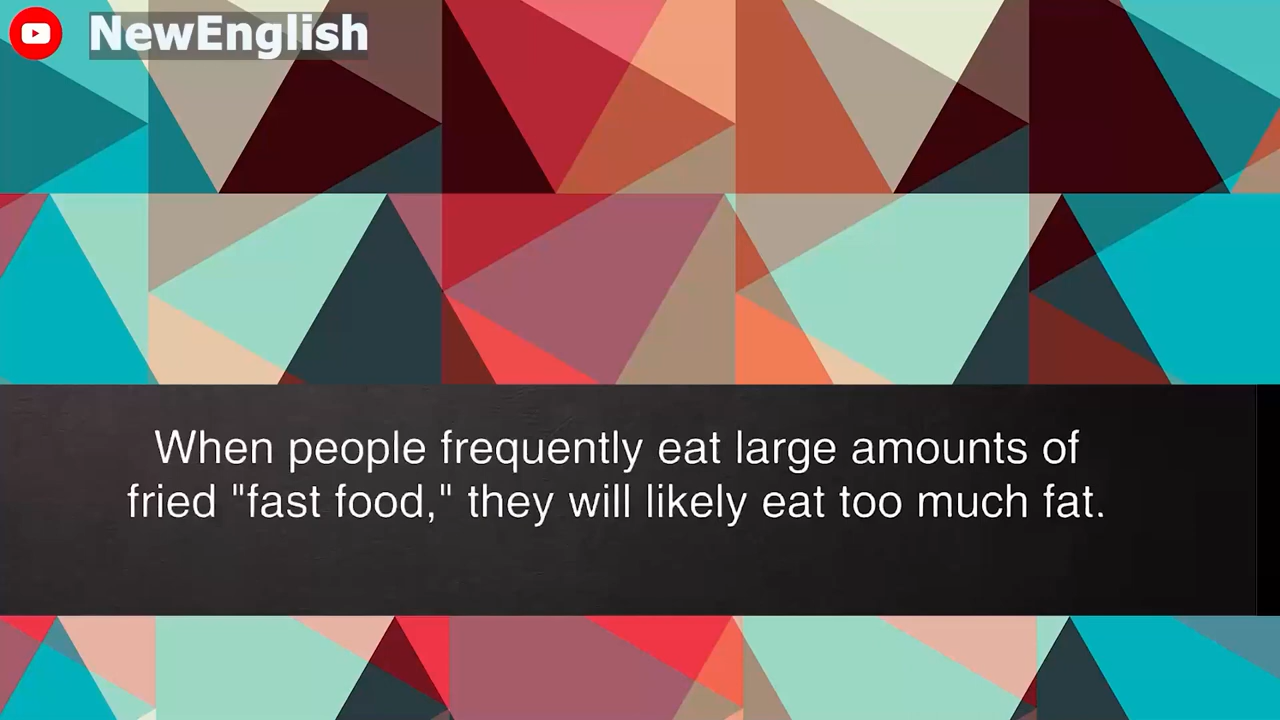 NewEnglish
When people frequently eat large amounts of
fried "fast food," they will likely eat too much fat.